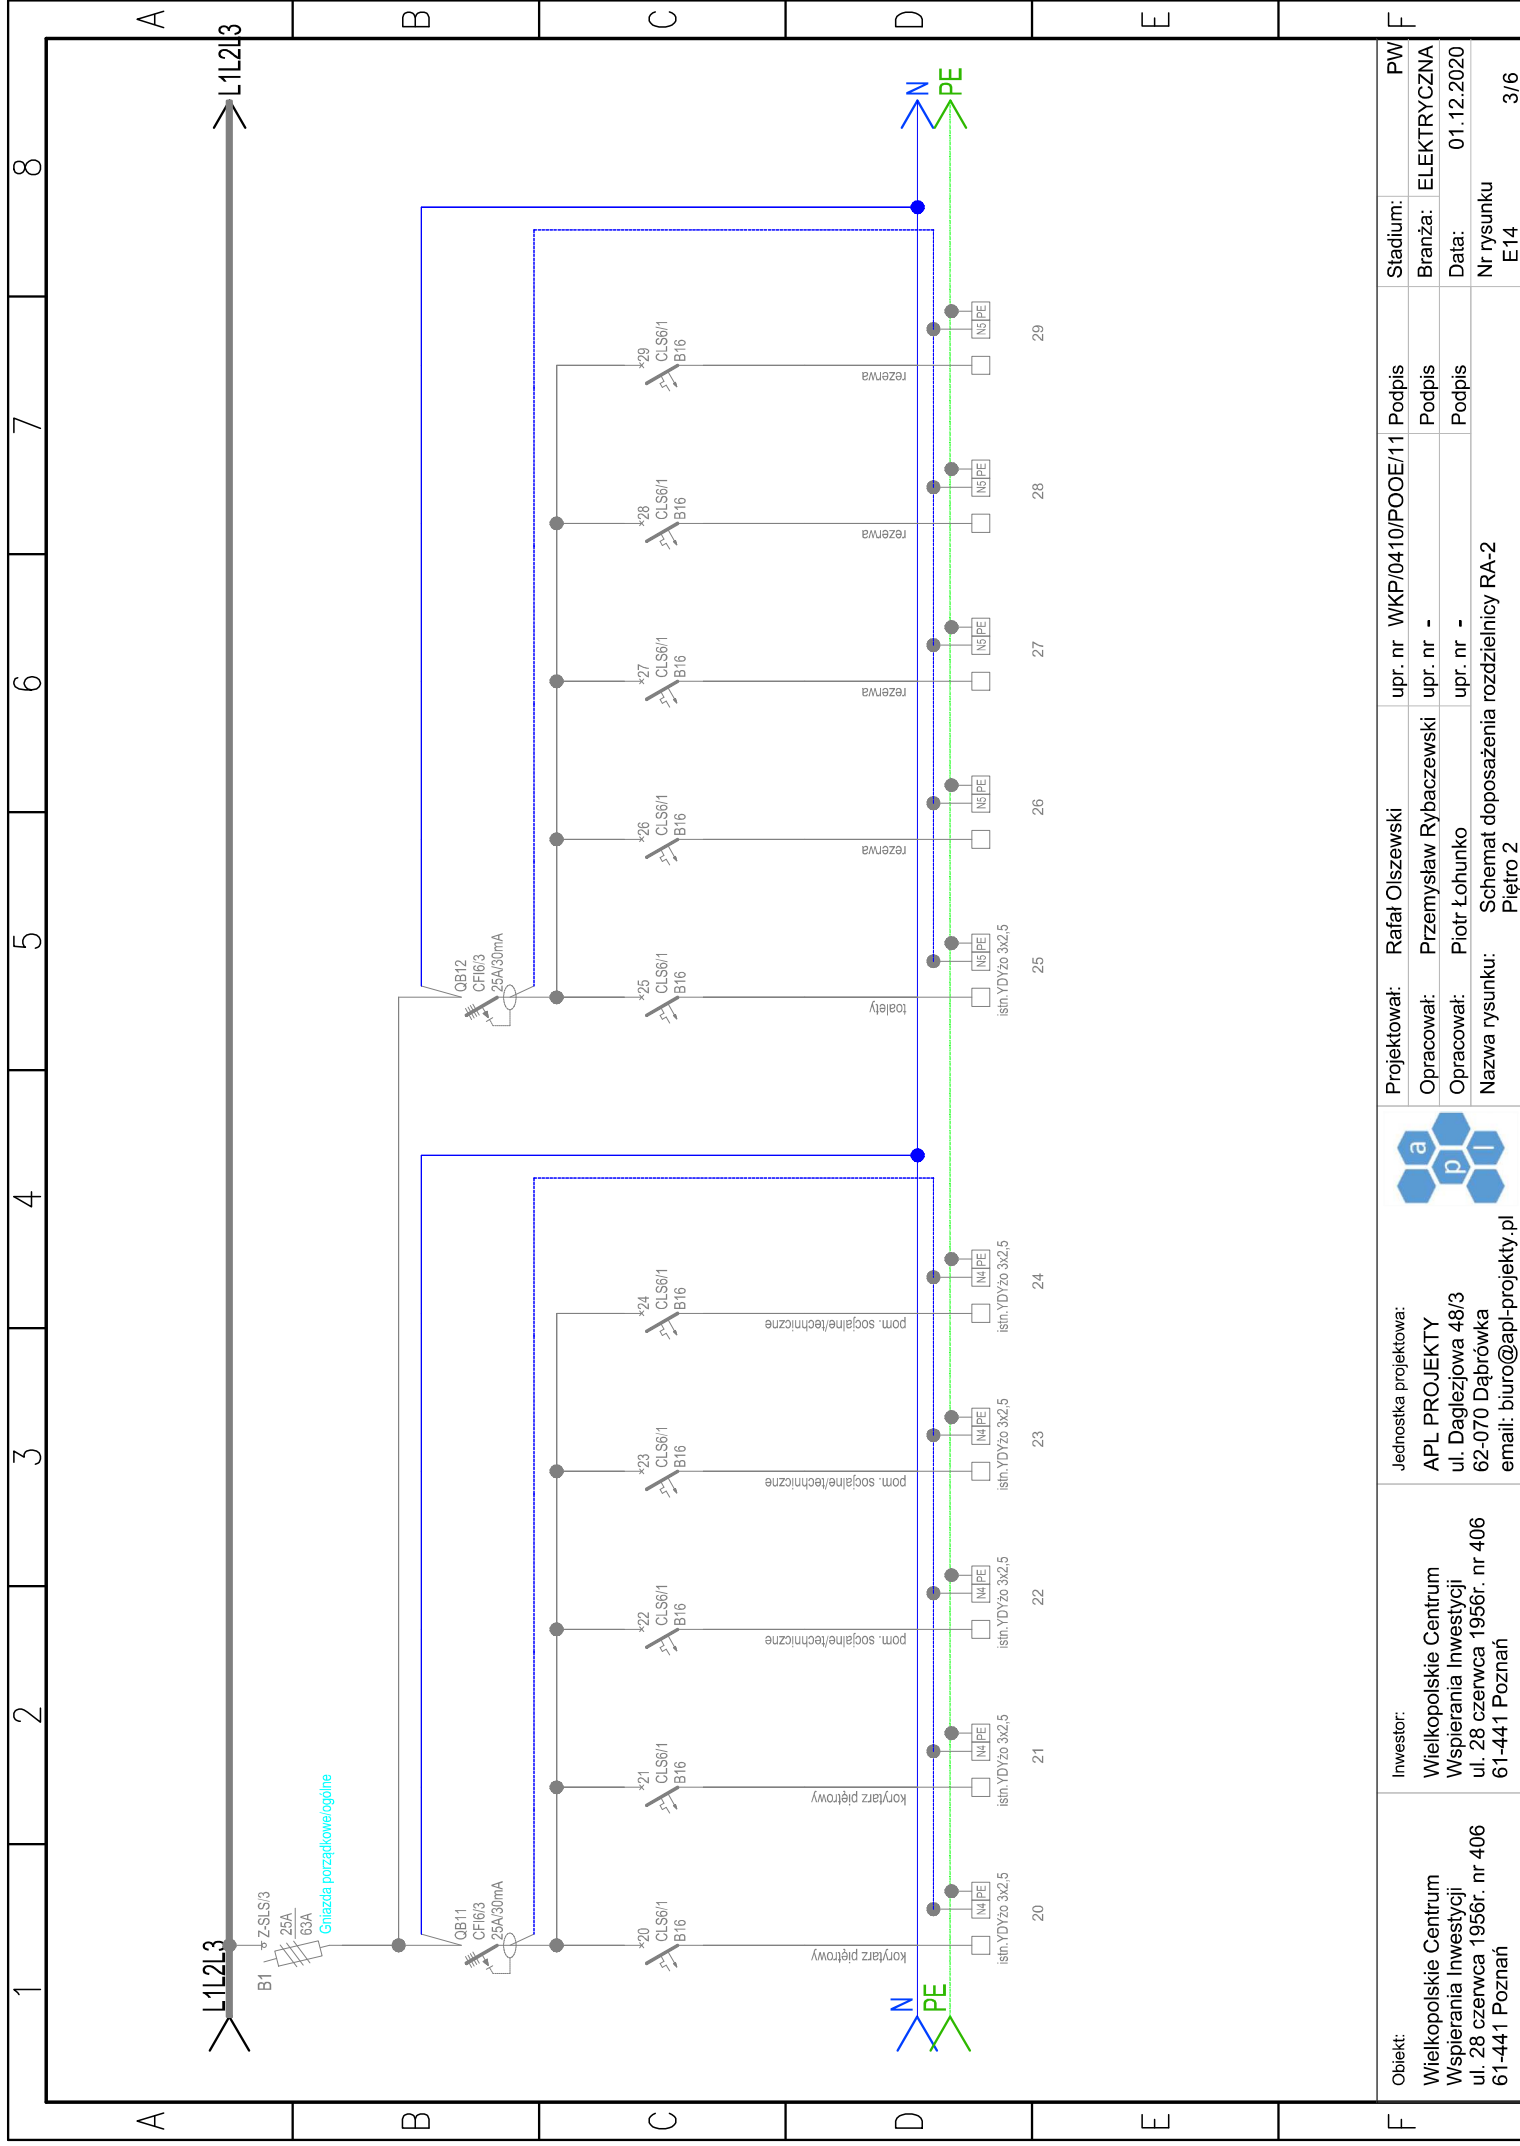 1
2
3
4
5
6
7
8
A
B
C
D
E
F
A
B
C
D
E
F
L1L2L3
L1L2L3
B1
Z-SLS/3
25A
63A
Gniazda porządkowe/ogólne
QB11
CFI6/3
25A/30mA
QB12
CFI6/3
25A/30mA
20
CLS6/1
B16
21
CLS6/1
B16
22
CLS6/1
B16
23
CLS6/1
B16
24
CLS6/1
B16
25
CLS6/1
B16
26
CLS6/1
B16
27
CLS6/1
B16
28
CLS6/1
B16
29
CLS6/1
B16
korytarz piętrowy
korytarz piętrowy
pom. socjalne/techniczne
pom. socjalne/techniczne
pom. socjalne/techniczne
toalety
rezerwa
rezerwa
rezerwa
rezerwa
N
PE
N
PE
N4 PE
N4 PE
N4 PE
N4 PE
N4 PE
N5 PE
N5 PE
N5 PE
N5 PE
N5 PE
istn.YDYżo 3x2,5
istn.YDYżo 3x2,5
istn.YDYżo 3x2,5
istn.YDYżo 3x2,5
istn.YDYżo 3x2,5
istn.YDYżo 3x2,5
20
21
22
23
24
25
26
27
28
29
Obiekt:
Wielkopolskie Centrum
Wspierania Inwestycji
ul. 28 czerwca 1956r. nr 406
61-441 Poznań
Inwestor:
Wielkopolskie Centrum
Wspierania Inwestycji
ul. 28 czerwca 1956r. nr 406
61-441 Poznań
Jednostka projektowa:
APL PROJEKTY
ul. Daglezjowa 48/3
62-070 Dąbrówka
email: biuro@apl-projekty.pl
a
p
l
Projektował: Rafał Olszewski upr. nr WKP/0410/POOE/11 Podpis
Opracował: Przemysław Rybaczewski upr. nr - Podpis
Opracował: Piotr Łohunko upr. nr - Podpis
Nazwa rysunku: Schemat doposażenia rozdzielnicy RA-2
Piętro 2
Stadium: PW
Branża: ELEKTRYCZNA
Data: 01.12.2020
Nr rysunku
E14 3/6